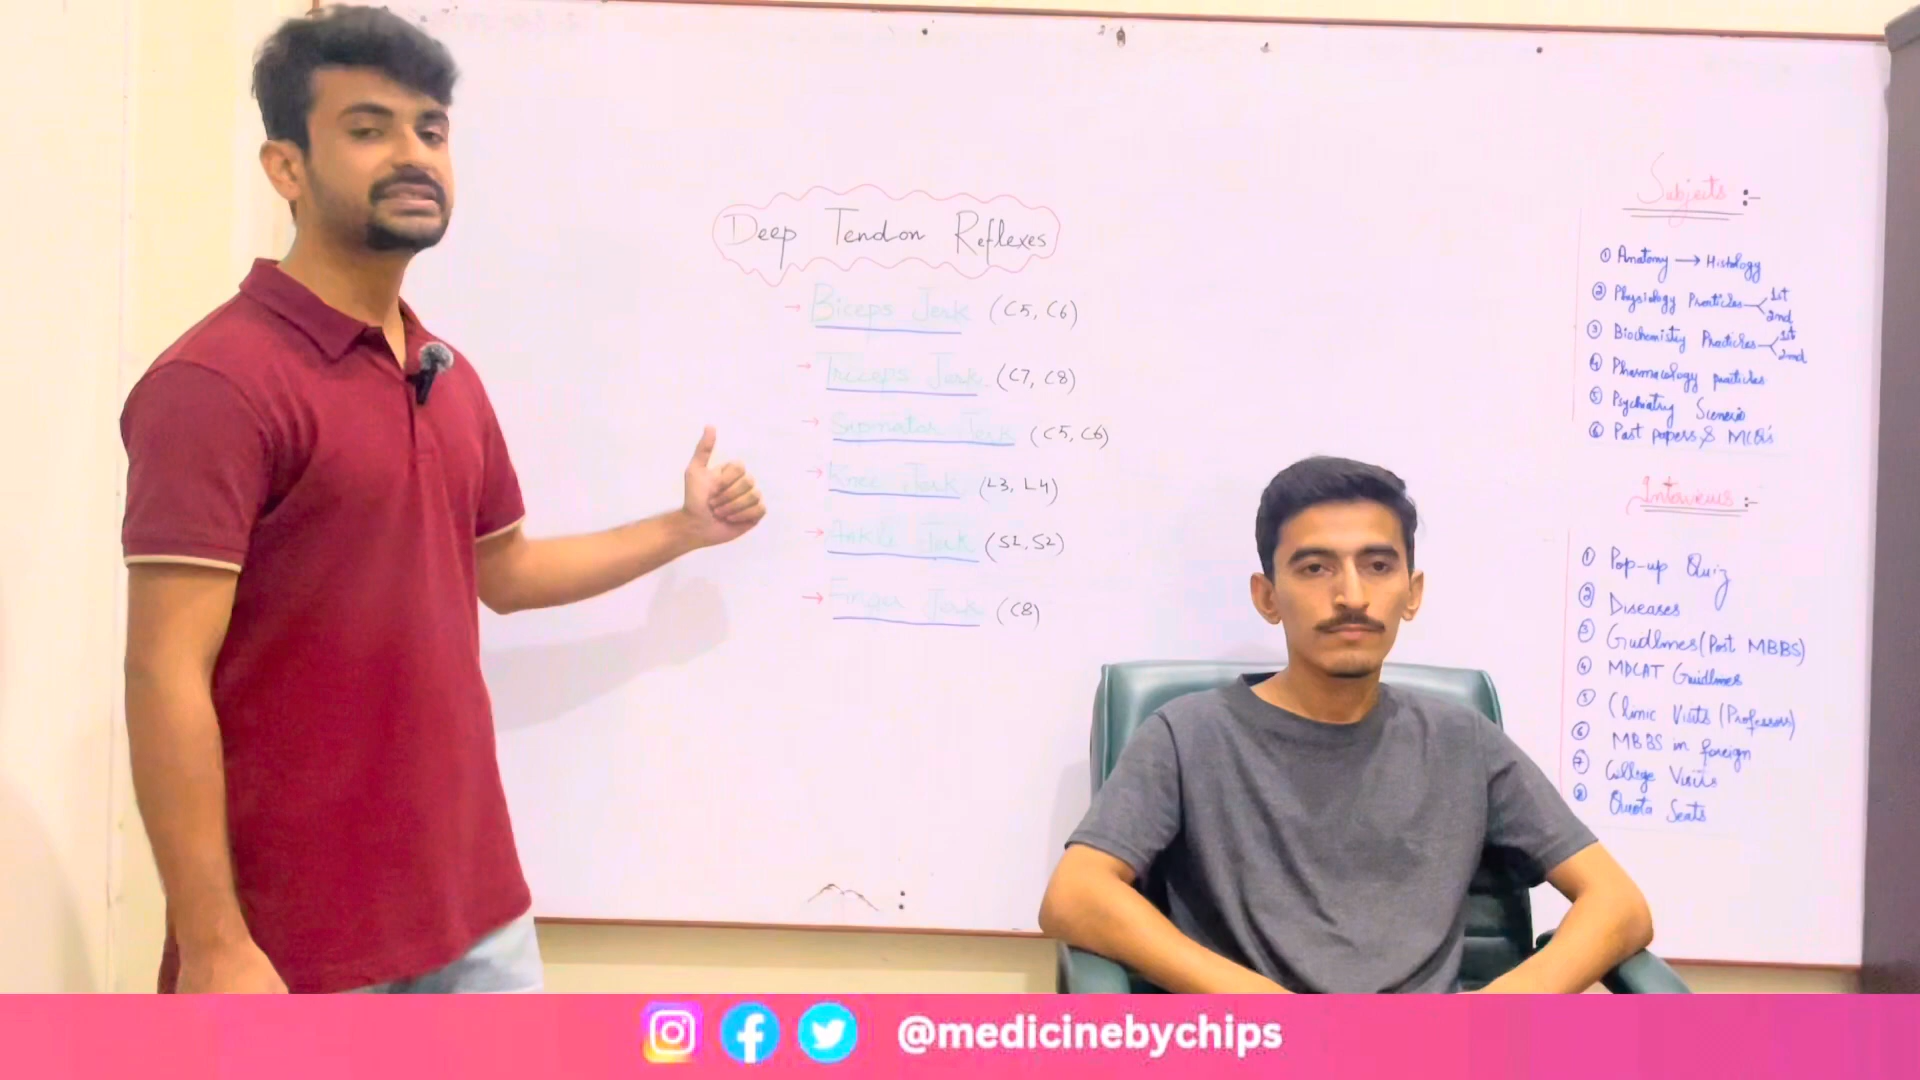 Deep Tendon Reflexes
→ Biceps Jerk (C5, C6)
→ Triceps Jerk (C7, C8)
→ Supinator Jerk (C5, C6)
→ Knee Jerk (L3, L4)
→ Ankle Jerk (S1, S2)
→ Finger Jerk (C8)
Subjects :-
① Anatomy → Histology
② Physiology Practicles 1st 2nd
③ Biochemistry Practicles 1st 2nd
④ Pharmacology practicles
⑤ Psychiatry Scenerio
⑥ Past papers & MCQ's
Interviews :-
① Pop-up Quiz
② Diseases
③ Guidlines (Post MBBS)
④ MDCAT Guidlines
⑤ Clinic Visits (Professors)
⑥ MBBS in foreign
⑦ College Visits
⑧ Quota Seats
@medicinebychips